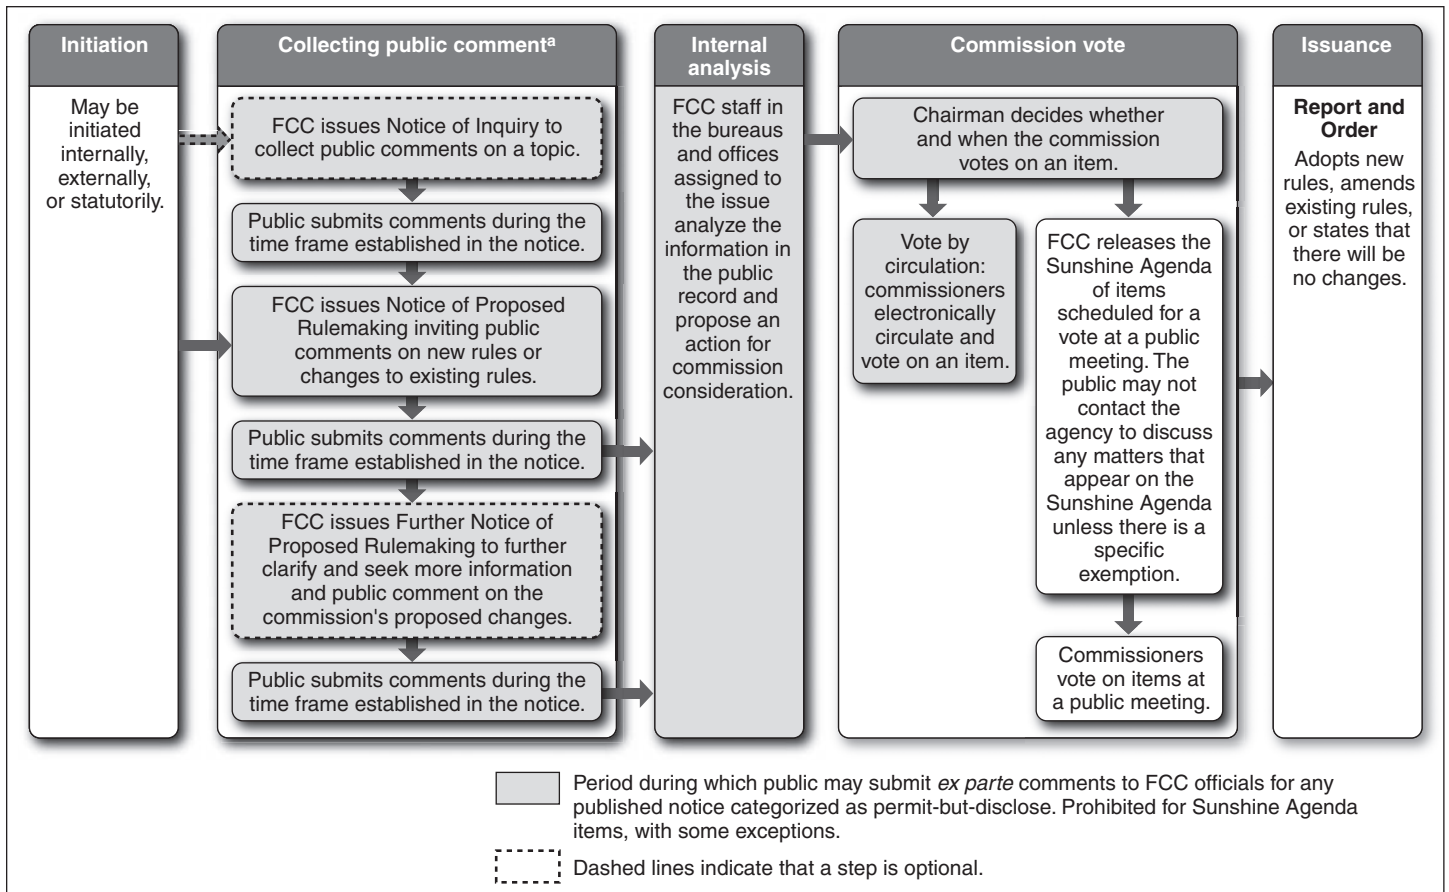 Initiation
May be
initiated
internally,
externally,
or statutorily.
Collecting public commentᵃ
FCC issues Notice of Inquiry to
collect public comments on a topic.
Public submits comments during the
time frame established in the notice.
FCC issues Notice of Proposed
Rulemaking inviting public
comments on new rules or
changes to existing rules.
Public submits comments during the
time frame established in the notice.
FCC issues Further Notice of
Proposed Rulemaking to further
clarify and seek more information
and public comment on the
commission's proposed changes.
Public submits comments during the
time frame established in the notice.
Internal
analysis
FCC staff in
the bureaus
and offices
assigned to
the issue
analyze the
information in
the public
record and
propose an
action for
commission
consideration.
Commission vote
Chairman decides whether
and when the commission
votes on an item.
Vote by
circulation:
commissioners
electronically
circulate and
vote on an item.
FCC releases the
Sunshine Agenda
of items
scheduled for a
vote at a public
meeting. The
public may not
contact the
agency to discuss
any matters that
appear on the
Sunshine Agenda
unless there is a
specific
exemption.
Commissioners
vote on items at
a public meeting.
Issuance
Report and
Order
Adopts new
rules, amends
existing rules,
or states that
there will be
no changes.
Period during which public may submit ex parte comments to FCC officials for any
published notice categorized as permit-but-disclose. Prohibited for Sunshine Agenda
items, with some exceptions.
Dashed lines indicate that a step is optional.